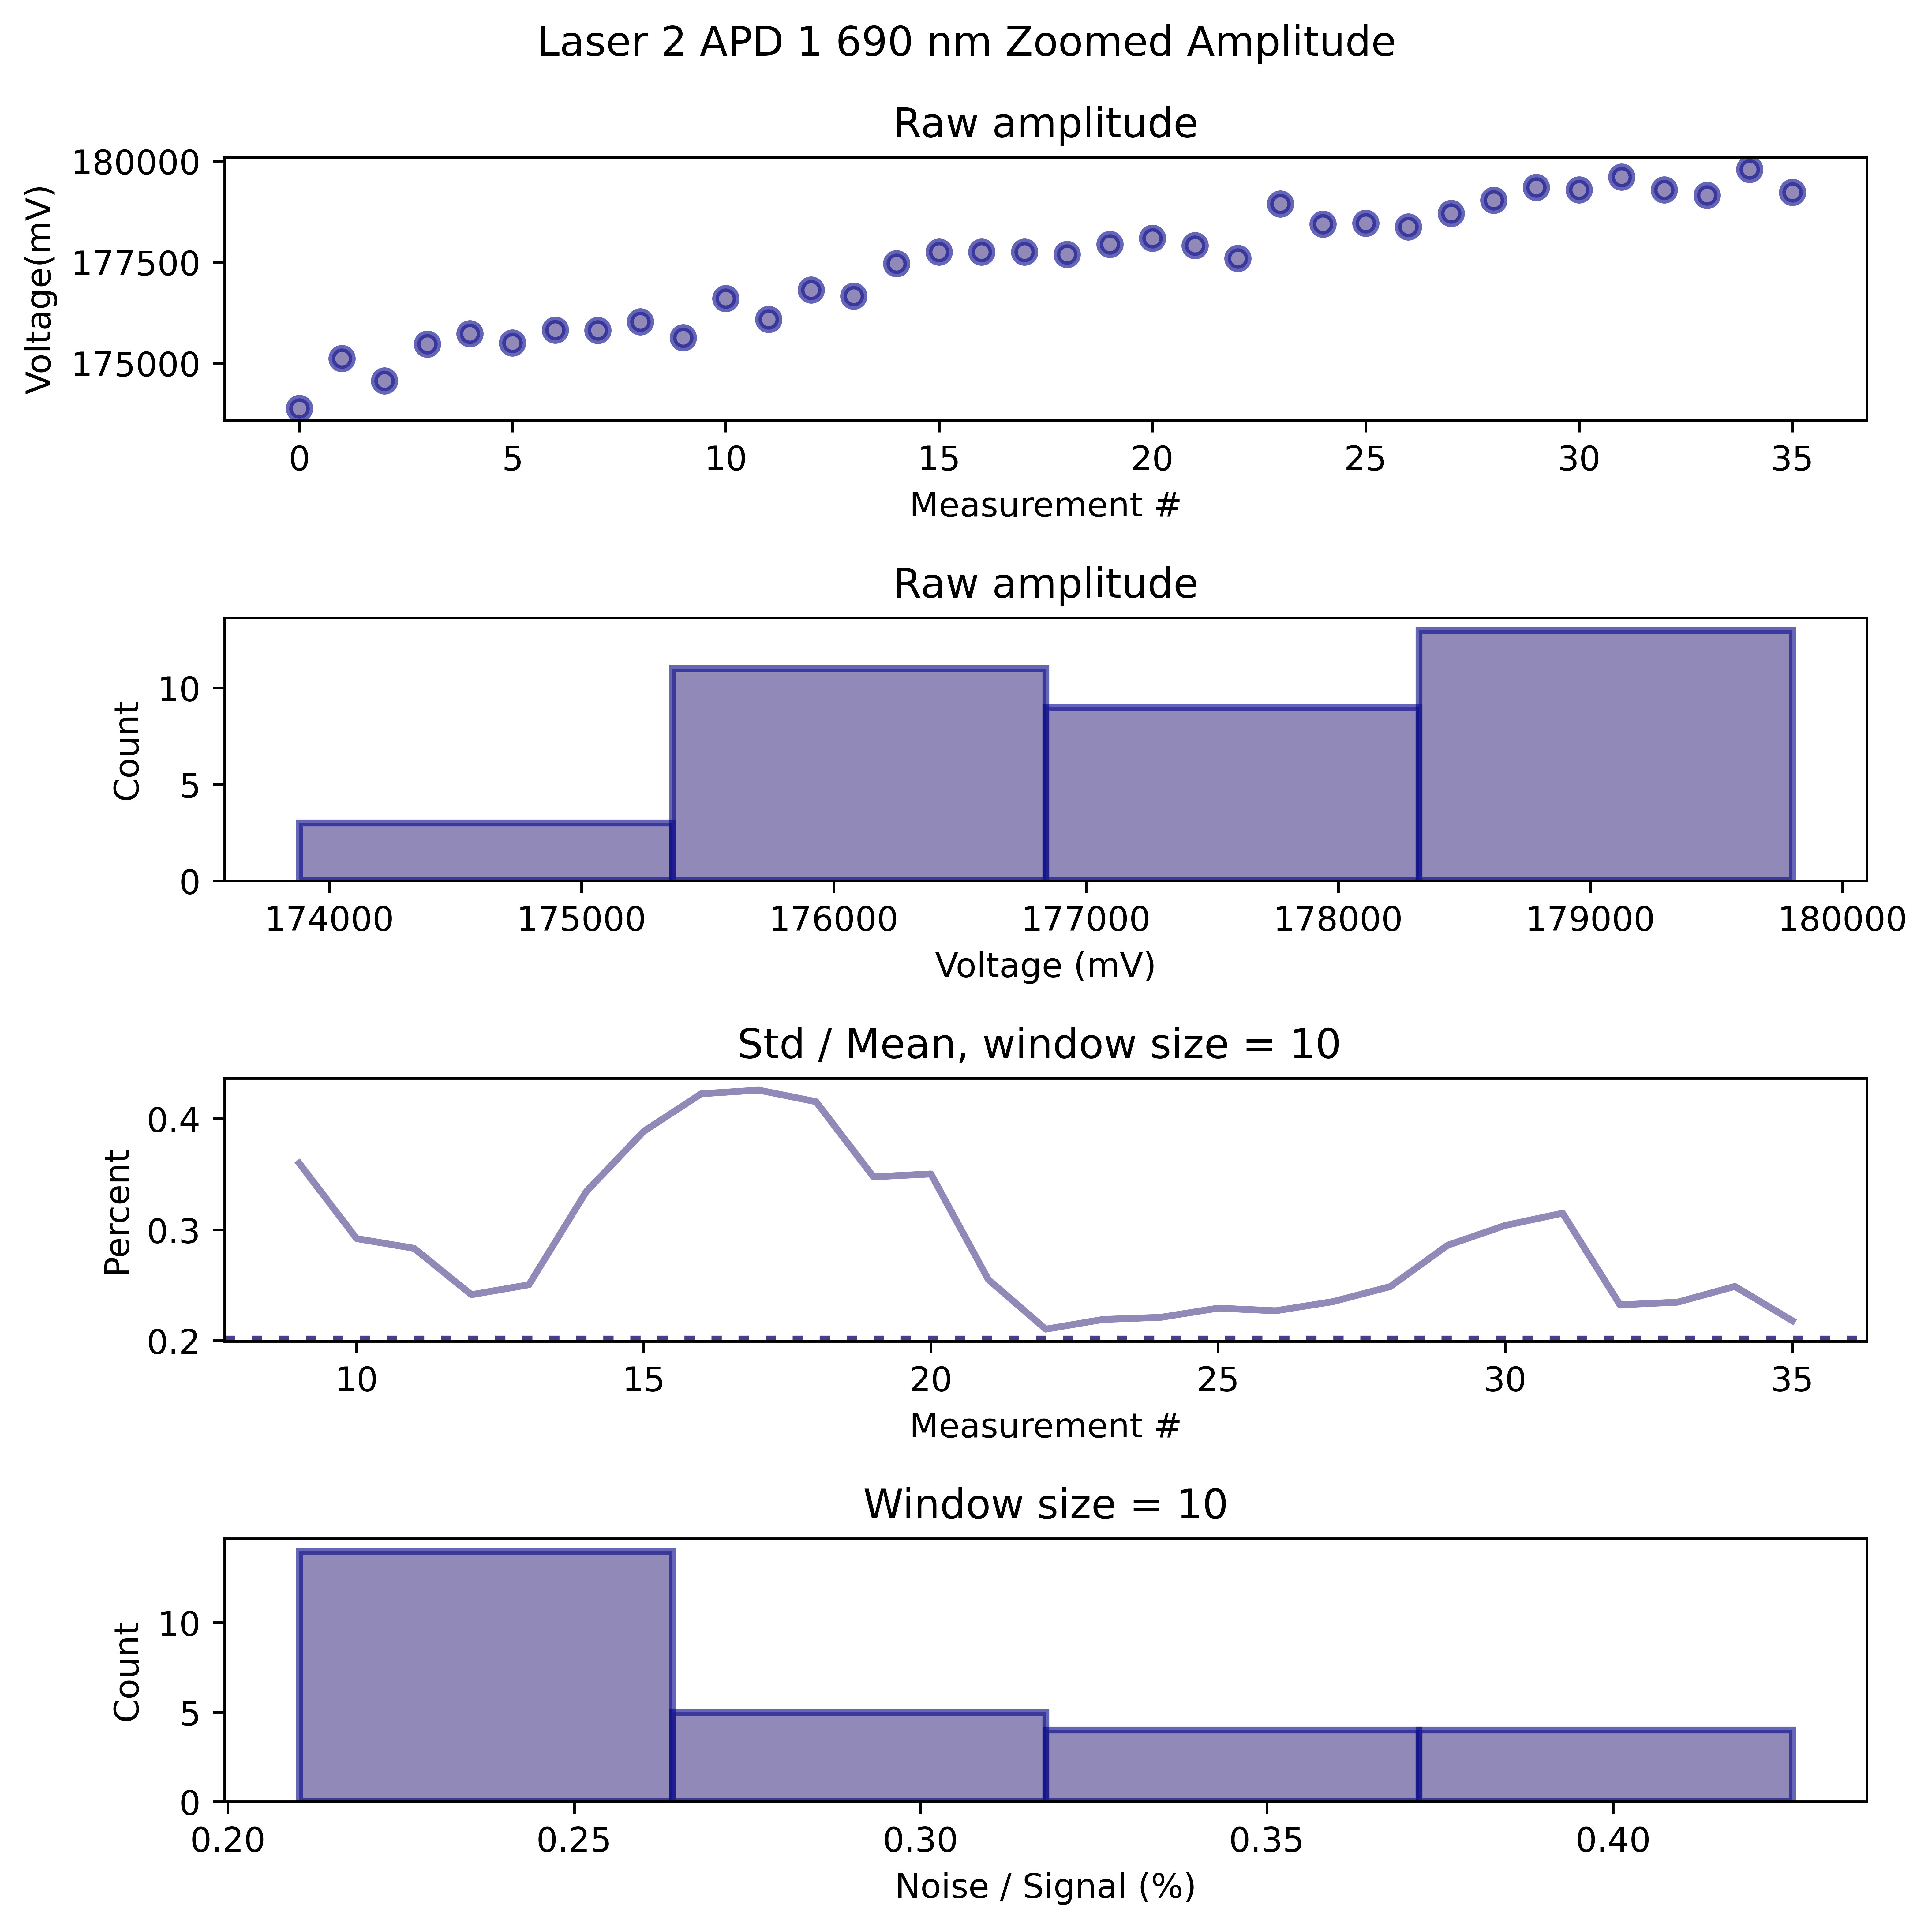 Laser 2 APD 1 690 nm Zoomed Amplitude
Raw amplitude
180000
177500
175000
Voltage(mV)
0 5 10 15 20 25 30 35
Measurement #
Raw amplitude
10
5
0
Count
174000 175000 176000 177000 178000 179000 180000
Voltage (mV)
Std / Mean, window size = 10
0.4
0.3
0.2
Percent
10 15 20 25 30 35
Measurement #
Window size = 10
10
5
0
Count
0.20 0.25 0.30 0.35 0.40
Noise / Signal (%)